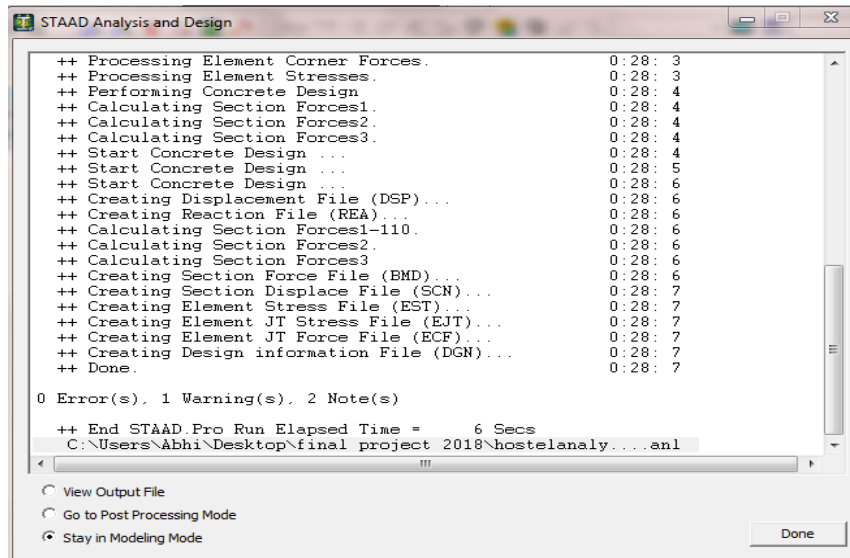 STAAD Analysis and Design
++ Processing Element Corner Forces. 0:28: 3
++ Processing Element Stresses. 0:28: 3
++ Performing Concrete Design 0:28: 4
++ Calculating Section Forces1. 0:28: 4
++ Calculating Section Forces2. 0:28: 4
++ Calculating Section Forces3. 0:28: 4
++ Start Concrete Design ... 0:28: 4
++ Start Concrete Design ... 0:28: 5
++ Start Concrete Design ... 0:28: 6
++ Creating Displacement File (DSP)... 0:28: 6
++ Creating Reaction File (REA)... 0:28: 6
++ Calculating Section Forces1-110. 0:28: 6
++ Calculating Section Forces2. 0:28: 6
++ Calculating Section Forces3 0:28: 6
++ Creating Section Force File (BMD)... 0:28: 6
++ Creating Section Displace File (SCN)... 0:28: 7
++ Creating Element Stress File (EST)... 0:28: 7
++ Creating Element JT Stress File (EJT)... 0:28: 7
++ Creating Element JT Force File (ECF)... 0:28: 7
++ Creating Design information File (DGN)... 0:28: 7
++ Done. 0:28: 7
0 Error(s), 1 Warning(s), 2 Note(s)
++ End STAAD.Pro Run Elapsed Time = 6 Secs
C:\Users\Abhi\Desktop\final project 2018\hostelanaly....anl
View Output File
Go to Post Processing Mode
Stay in Modeling Mode
Done